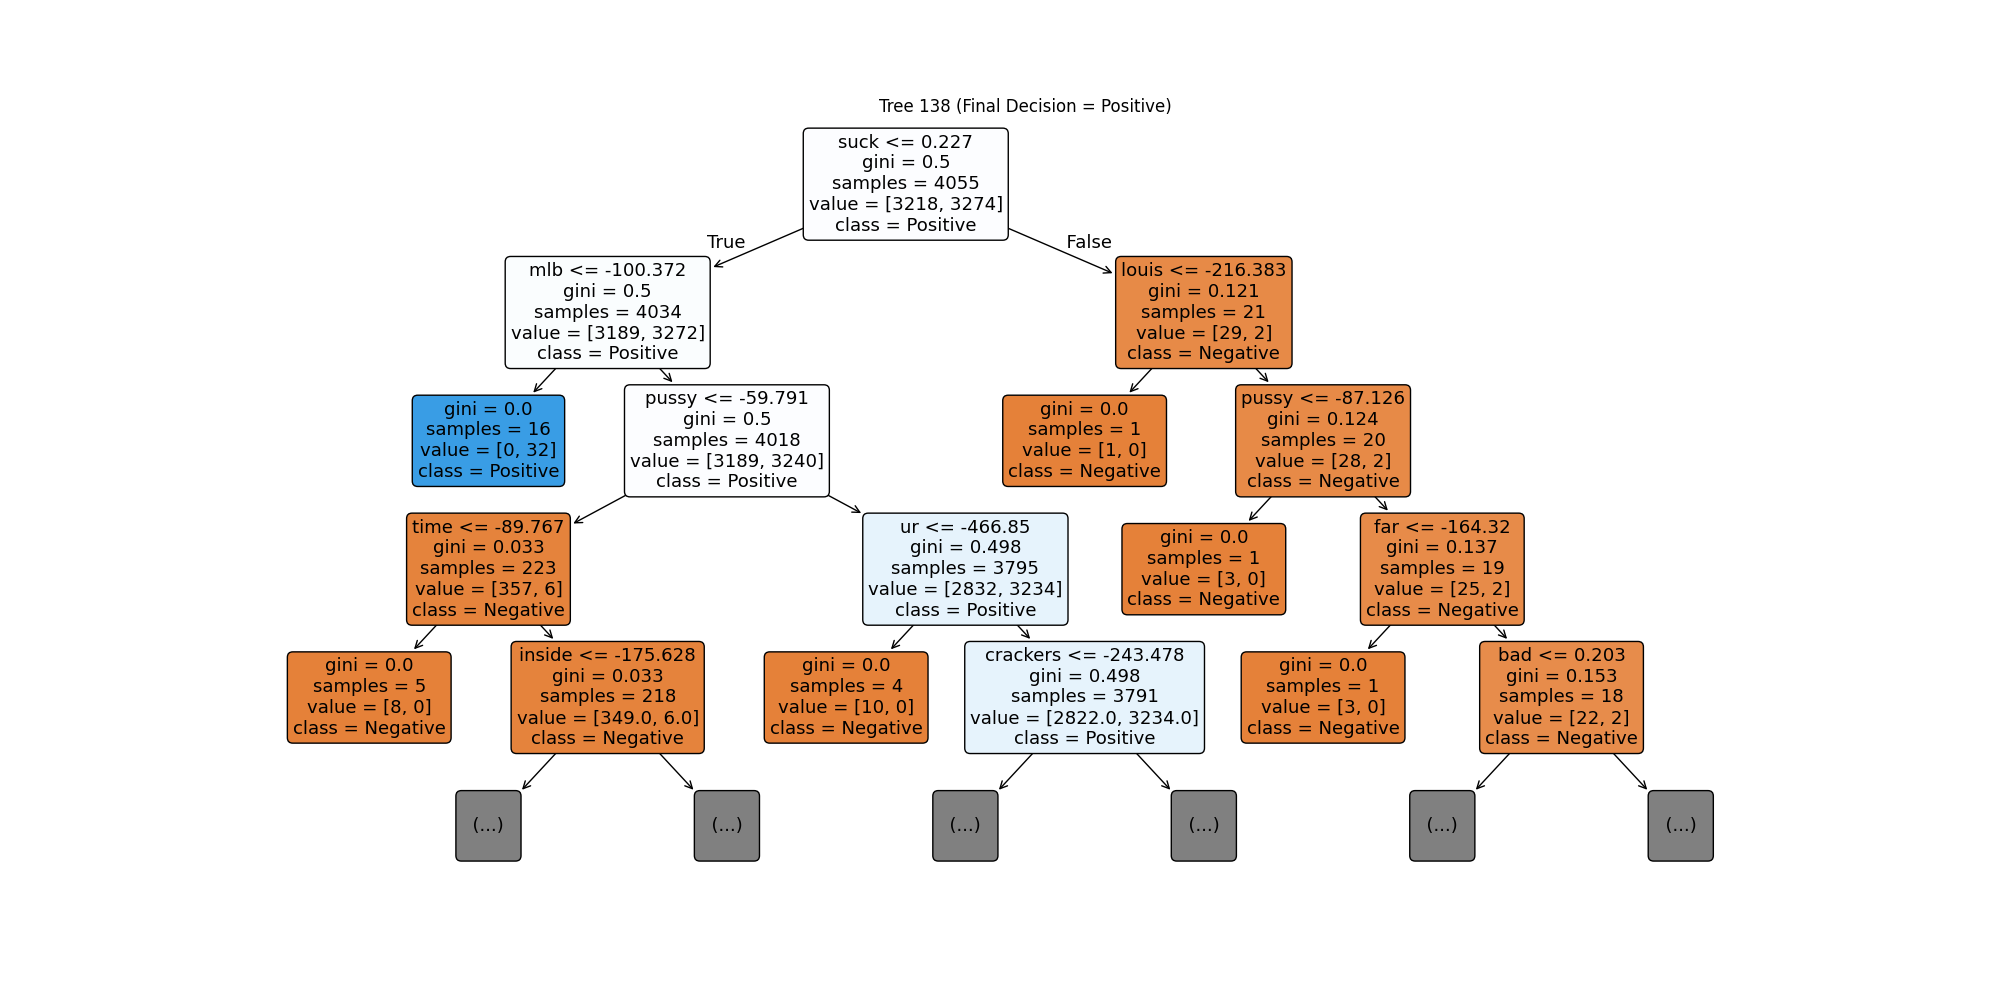 Tree 138 (Final Decision = Positive)
suck <= 0.227
gini = 0.5
samples = 4055
value = [3218, 3274]
class = Positive
True
False
mlb <= -100.372
gini = 0.5
samples = 4034
value = [3189, 3272]
class = Positive
louis <= -216.383
gini = 0.121
samples = 21
value = [29, 2]
class = Negative
gini = 0.0
samples = 16
value = [0, 32]
class = Positive
pussy <= -59.791
gini = 0.5
samples = 4018
value = [3189, 3240]
class = Positive
gini = 0.0
samples = 1
value = [1, 0]
class = Negative
pussy <= -87.126
gini = 0.124
samples = 20
value = [28, 2]
class = Negative
time <= -89.767
gini = 0.033
samples = 223
value = [357, 6]
class = Negative
ur <= -466.85
gini = 0.498
samples = 3795
value = [2832, 3234]
class = Positive
gini = 0.0
samples = 1
value = [3, 0]
class = Negative
far <= -164.32
gini = 0.137
samples = 19
value = [25, 2]
class = Negative
gini = 0.0
samples = 5
value = [8, 0]
class = Negative
inside <= -175.628
gini = 0.033
samples = 218
value = [349.0, 6.0]
class = Negative
gini = 0.0
samples = 4
value = [10, 0]
class = Negative
crackers <= -243.478
gini = 0.498
samples = 3791
value = [2822.0, 3234.0]
class = Positive
gini = 0.0
samples = 1
value = [3, 0]
class = Negative
bad <= 0.203
gini = 0.153
samples = 18
value = [22, 2]
class = Negative
(...)
(...)
(...)
(...)
(...)
(...)